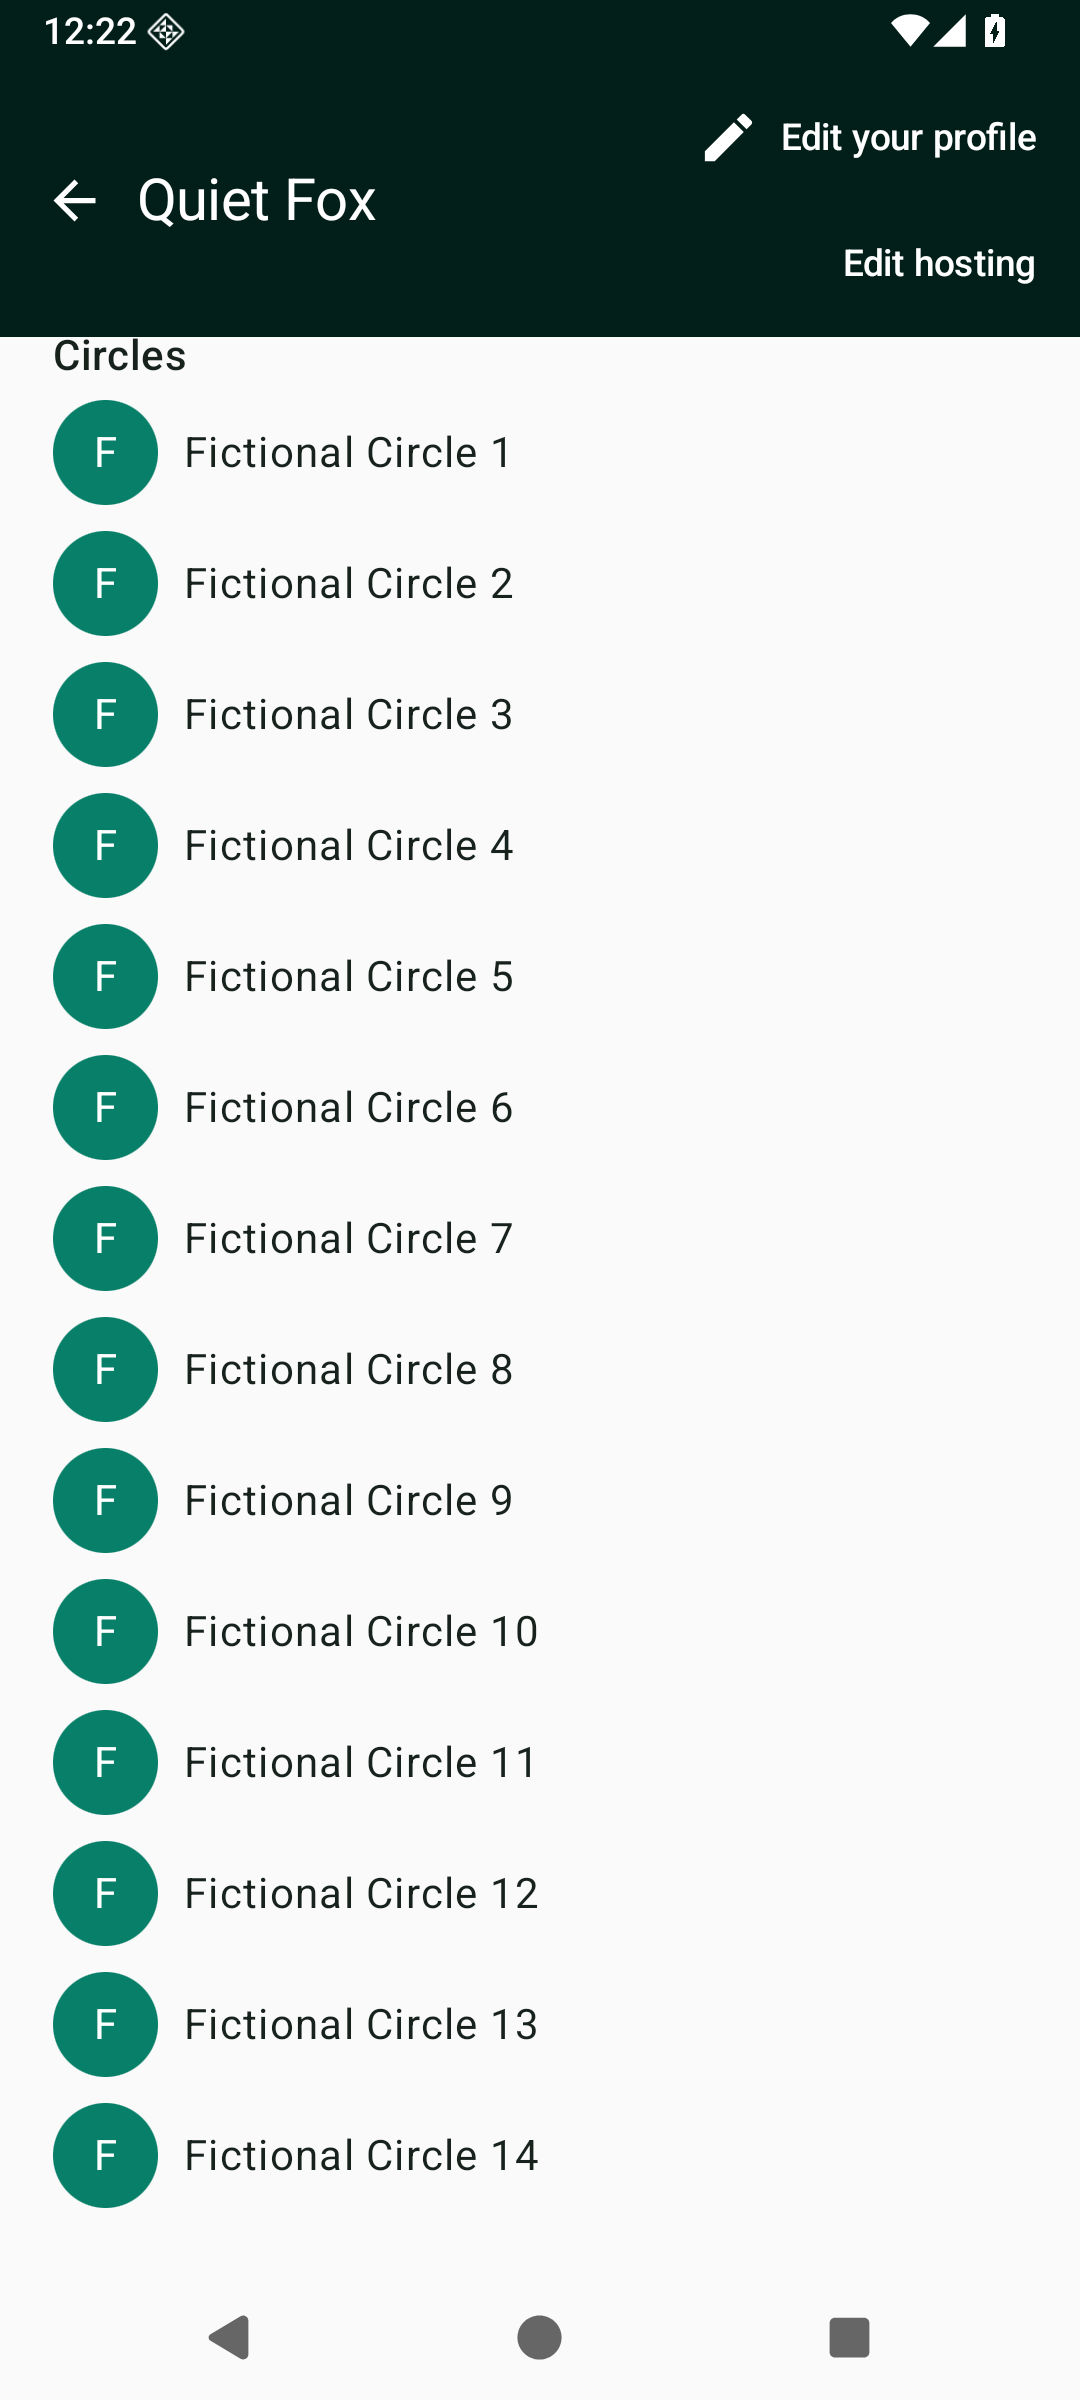 12:22
Edit your profile
Quiet Fox
Edit hosting
Circles
F Fictional Circle 1
F Fictional Circle 2
F Fictional Circle 3
F Fictional Circle 4
F Fictional Circle 5
F Fictional Circle 6
F Fictional Circle 7
F Fictional Circle 8
F Fictional Circle 9
F Fictional Circle 10
F Fictional Circle 11
F Fictional Circle 12
F Fictional Circle 13
F Fictional Circle 14